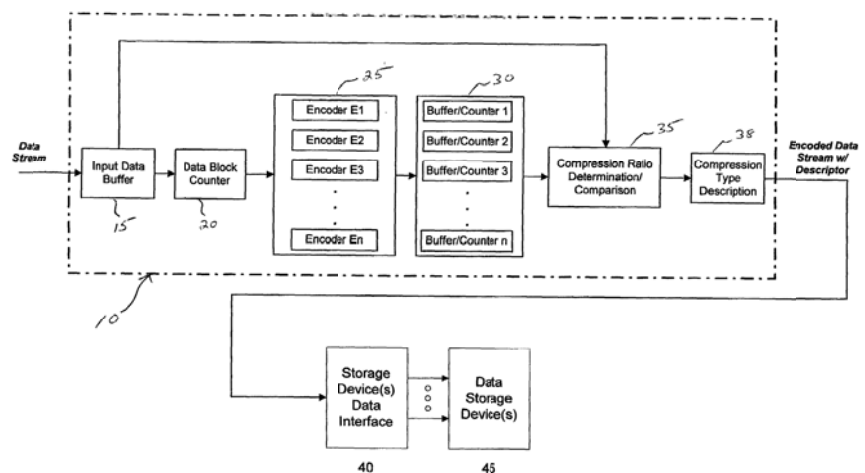 25
30
Encoder E1
Encoder E2
Encoder E3
Encoder En
Buffer/Counter 1
Buffer/Counter 2
Buffer/Counter 3
Buffer/Counter n
35
38
Data
Stream
Input Data
Buffer
15
Data Block
Counter
20
Compression Ratio
Determination/
Comparison
Compression
Type
Description
Encoded Data
Stream w/
Descriptor
10
Storage
Device(s)
Data
Interface
40
Data
Storage
Device(s)
45